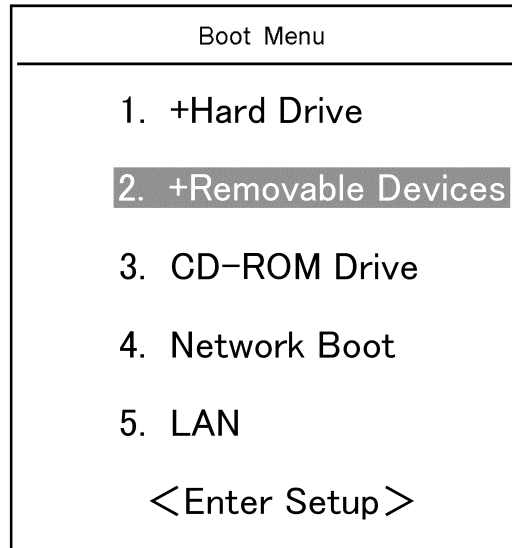 Boot Menu
1. +Hard Drive
2. +Removable Devices
3. CD-ROM Drive
4. Network Boot
5. LAN
<Enter Setup>